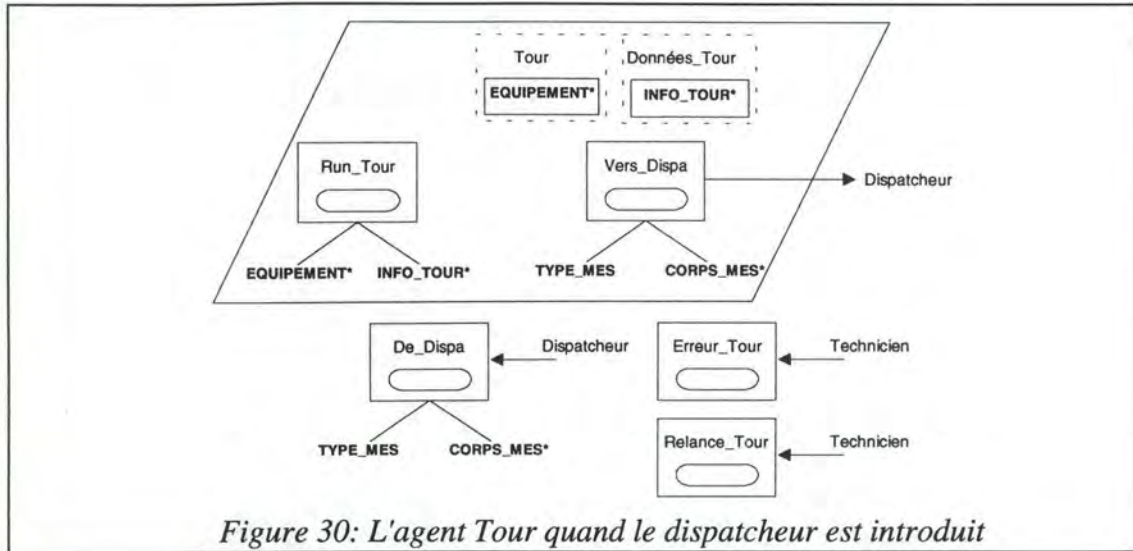 Tour Données_Tour
EQUIPEMENT* INFO_TOUR*
Run_Tour Vers_Dispa Dispatcheur
EQUIPEMENT* INFO_TOUR* TYPE_MES CORPS_MES*
De_Dispa Dispatcheur Erreur_Tour Technicien
TYPE_MES CORPS_MES* Relance_Tour Technicien
Figure 30: L'agent Tour quand le dispatcheur est introduit